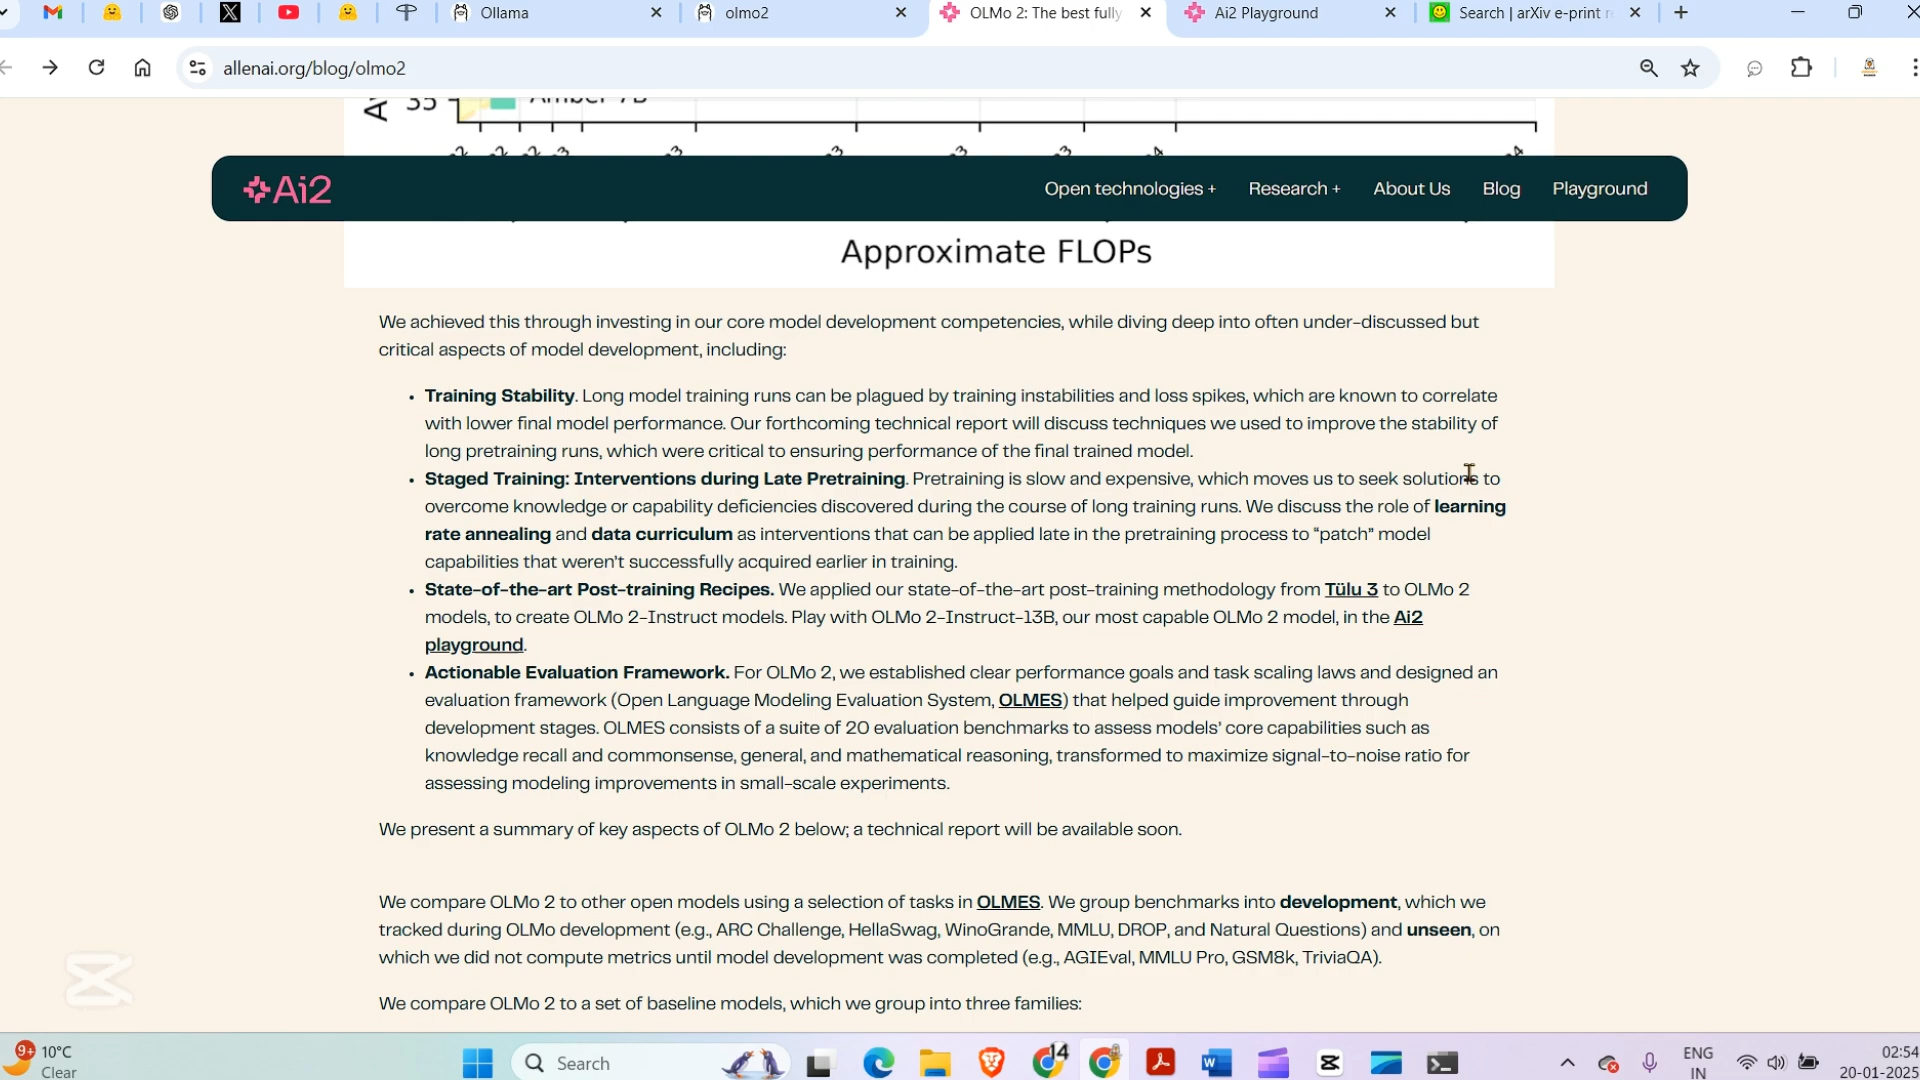 Ollama
olmo2
OLMo 2: The best fully
Ai2 Playground
Search | arXiv e-print
allenai.org/blog/olmo2
35
Amber 7B
Ai2
Open technologies +
Research +
About Us
Blog
Playground
Approximate FLOPs
We achieved this through investing in our core model development competencies, while diving deep into often under-discussed but
critical aspects of model development, including:
• Training Stability. Long model training runs can be plagued by training instabilities and loss spikes, which are known to correlate
with lower final model performance. Our forthcoming technical report will discuss techniques we used to improve the stability of
long pretraining runs, which were critical to ensuring performance of the final trained model.
• Staged Training: Interventions during Late Pretraining. Pretraining is slow and expensive, which moves us to seek solutions to
overcome knowledge or capability deficiencies discovered during the course of long training runs. We discuss the role of learning
rate annealing and data curriculum as interventions that can be applied late in the pretraining process to “patch” model
capabilities that weren’t successfully acquired earlier in training.
• State-of-the-art Post-training Recipes. We applied our state-of-the-art post-training methodology from Tülu 3 to OLMo 2
models, to create OLMo 2-Instruct models. Play with OLMo 2-Instruct-13B, our most capable OLMo 2 model, in the Ai2
playground.
• Actionable Evaluation Framework. For OLMo 2, we established clear performance goals and task scaling laws and designed an
evaluation framework (Open Language Modeling Evaluation System, OLMES) that helped guide improvement through
development stages. OLMES consists of a suite of 20 evaluation benchmarks to assess models’ core capabilities such as
knowledge recall and commonsense, general, and mathematical reasoning, transformed to maximize signal-to-noise ratio for
assessing modeling improvements in small-scale experiments.
We present a summary of key aspects of OLMo 2 below; a technical report will be available soon.
We compare OLMo 2 to other open models using a selection of tasks in OLMES. We group benchmarks into development, which we
tracked during OLMo development (e.g., ARC Challenge, HellaSwag, WinoGrande, MMLU, DROP, and Natural Questions) and unseen, on
which we did not compute metrics until model development was completed (e.g., AGIEval, MMLU Pro, GSM8k, TriviaQA).
We compare OLMo 2 to a set of baseline models, which we group into three families:
9+
10°C
Clear
Search
14
ENG
IN
02:54
20-01-2025